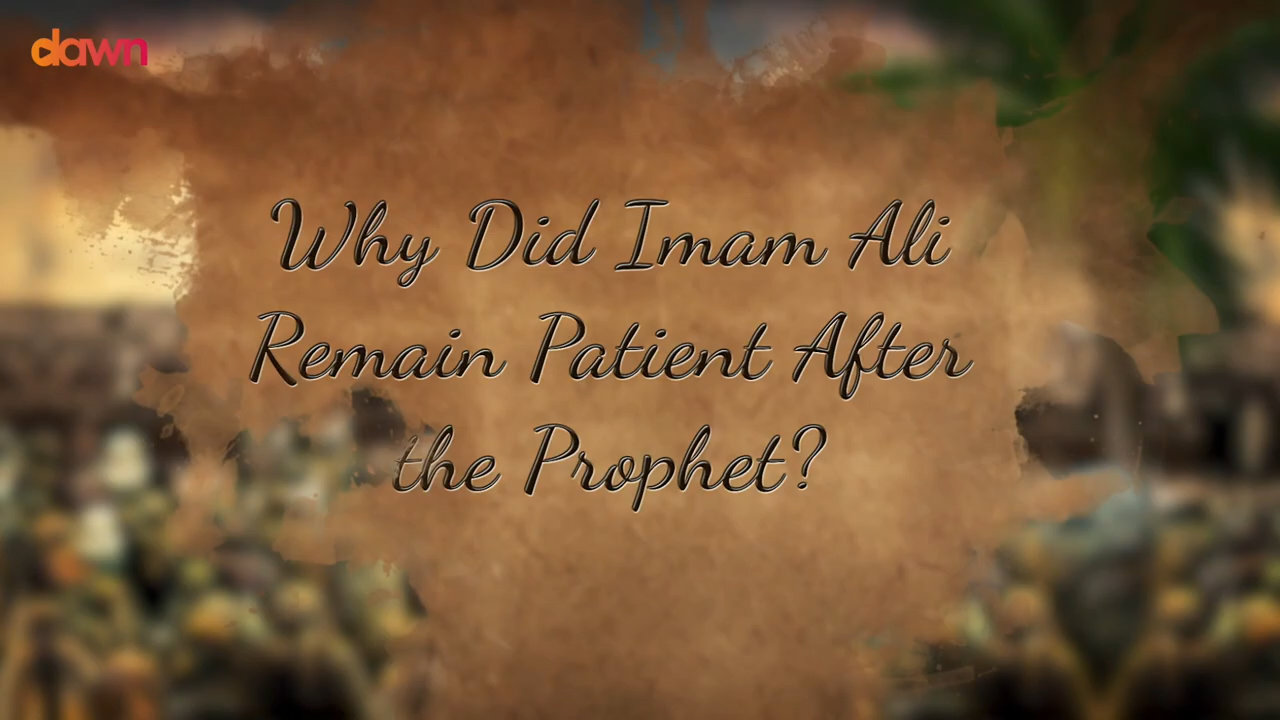 dawn
Why Did Imam Ali
Remain Patient After
the Prophet?